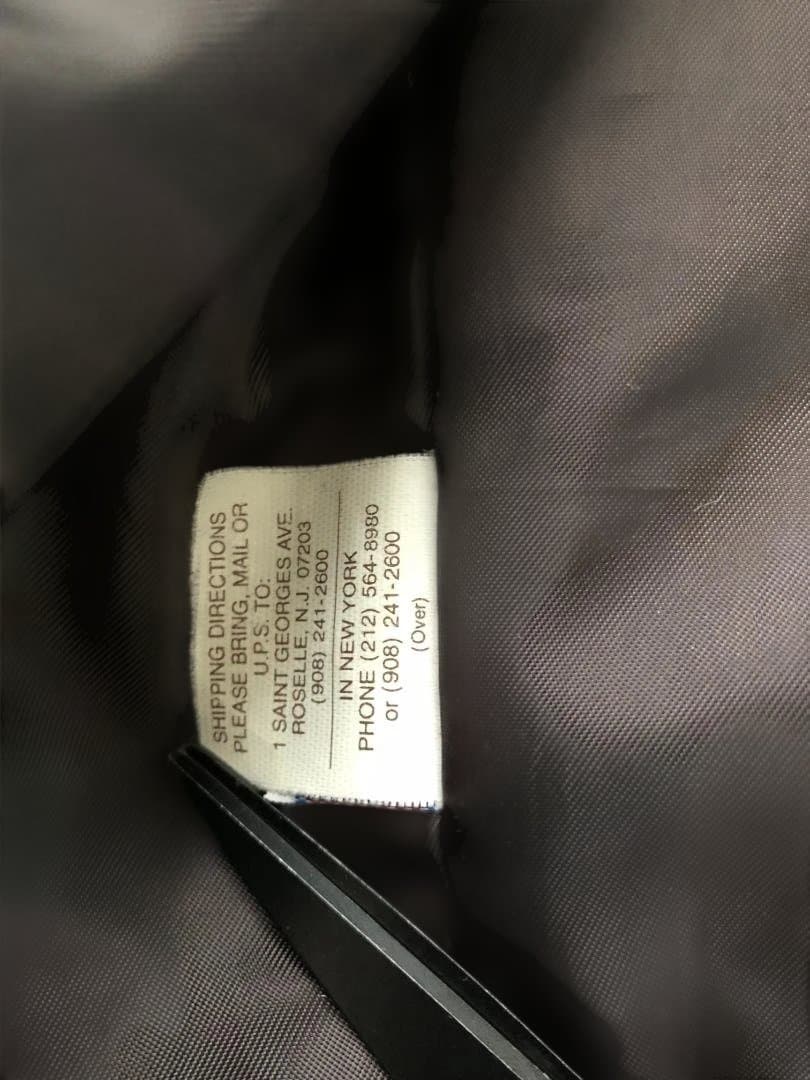 SHIPPING DIRECTIONS
PLEASE BRING, MAIL OR
U.P.S. TO:
1 SAINT GEORGES AVE.
ROSELLE, N.J. 07203
(908) 241-2600
IN NEW YORK
PHONE (212) 564-8980
or (908) 241-2600
(Over)